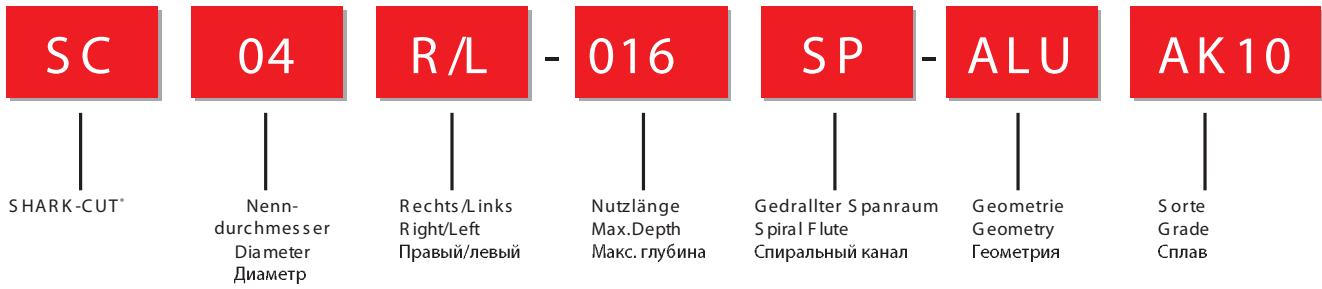 SC 04 R/L - 016 SP - ALU AK10
SHARK-CUT®
Nenn-
durchmesser
Diameter
Диаметр
Rechts/Links
Right/Left
Правый/левый
Nutzlänge
Max.Depth
Макс. глубина
Gedrallter Spanraum
Spiral Flute
Спиральный канал
Geometrie
Geometry
Геометрия
Sorte
Grade
Сплав